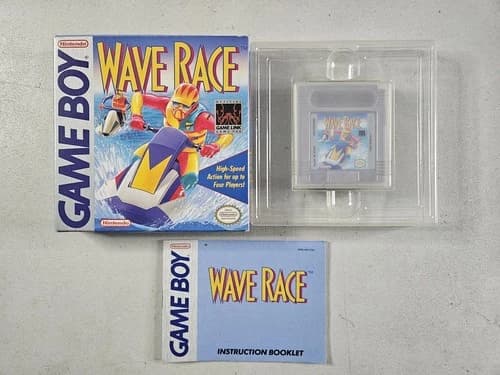 Nintendo
GAME BOY
WAVE RACE
GAME LINK
High-Speed
Action for up to
Four Players!
Nintendo
WAVE RACE
Nintendo
GAME BOY
WAVE RACE
TM
INSTRUCTION BOOKLET